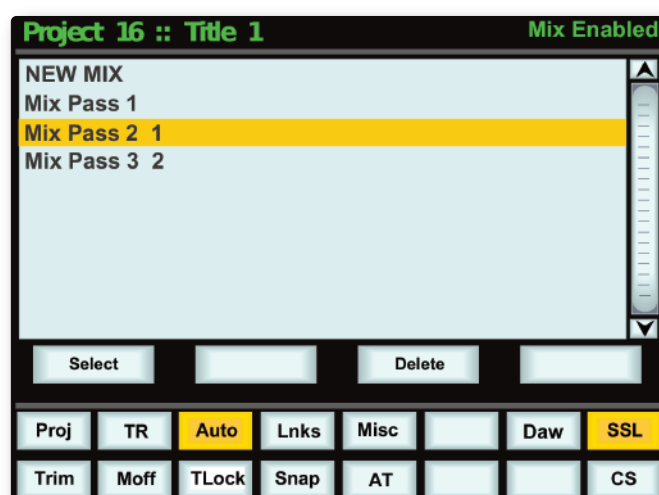 Project 16 :: Title 1 Mix Enabled
NEW MIX
Mix Pass 1
Mix Pass 2 1
Mix Pass 3 2
Select Delete
Proj TR Auto Lnks Misc Daw SSL
Trim Moff TLock Snap AT CS